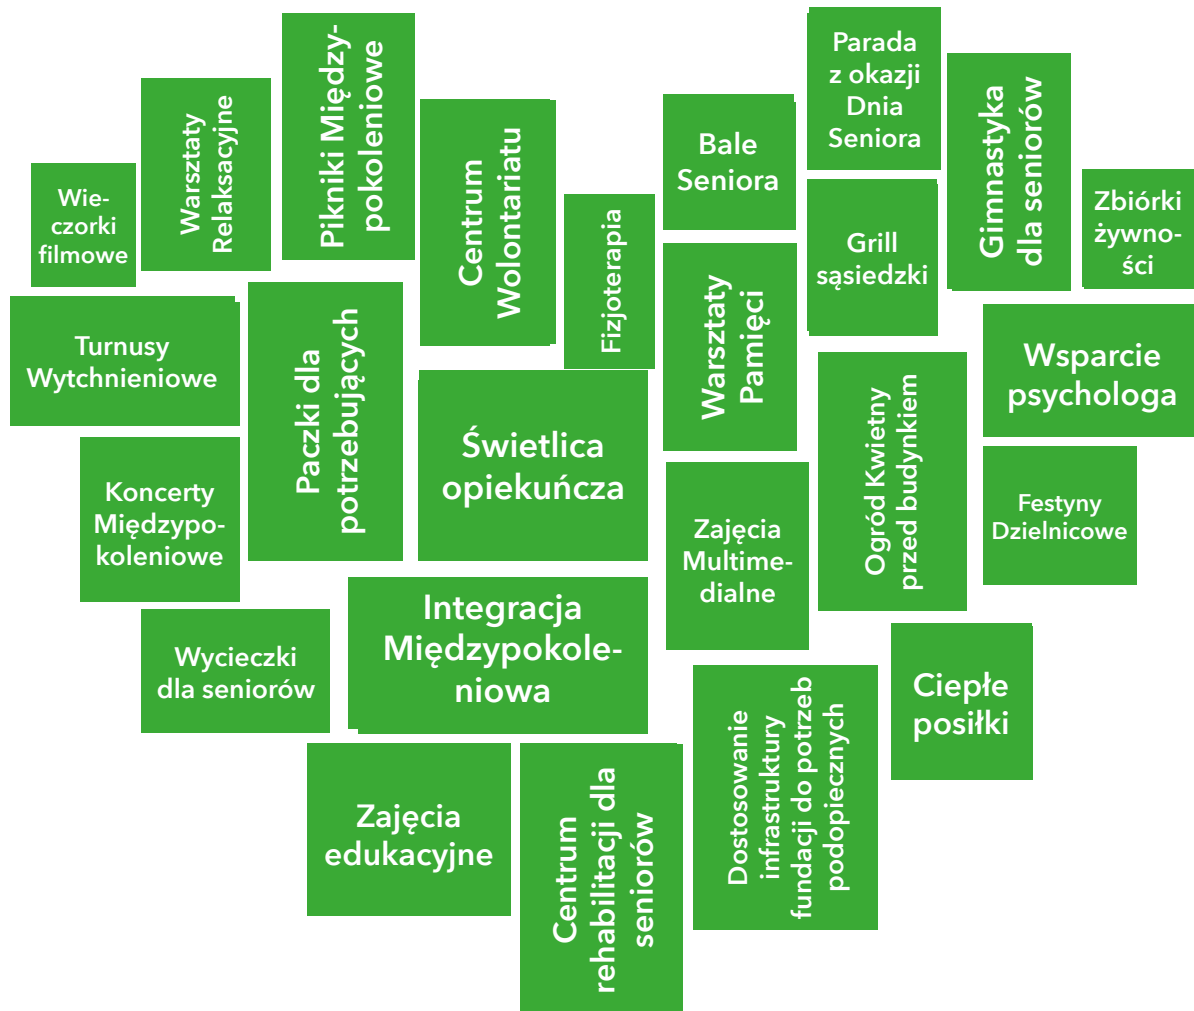 Wie-
czorki
filmowe
Warsztaty
Relaksacyjne
Pikniki Między-
pokoleniowe
Centrum
Wolontariatu
Fizjoterapia
Bale
Seniora
Parada
z okazji
Dnia
Seniora
Gimnastyka
dla seniorów
Zbiórki
żywno-
ści
Grill
sąsiedzki
Turnusy
Wytchnieniowe
Paczki dla
potrzebujących
Warsztaty
Pamięci
Wsparcie
psychologa
Świetlica
opiekuńcza
Ogród Kwietny
przed budynkiem
Koncerty
Międzypo-
koleniowe
Zajęcia
Multime-
dialne
Festyny
Dzielnicowe
Integracja
Międzypokole-
niowa
Wycieczki
dla seniorów
Ciepłe
posiłki
Dostosowanie
infrastruktury
fundacji do potrzeb
podopiecznych
Zajęcia
edukacyjne
Centrum
rehabilitacji dla
seniorów